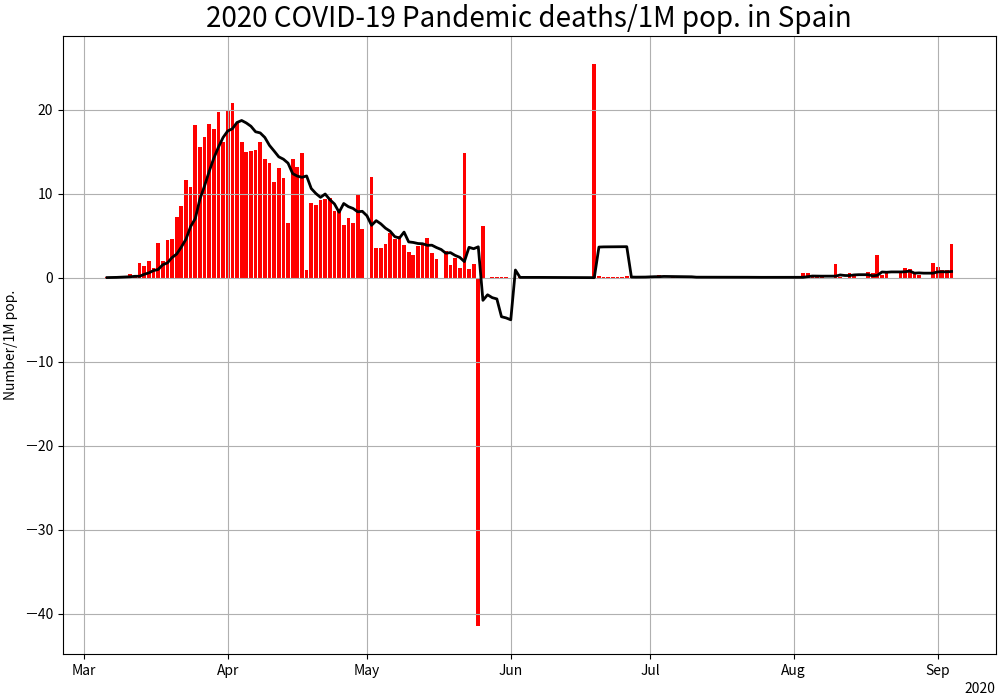 2020 COVID-19 Pandemic deaths/1M pop. in Spain
Number/1M pop.
20
10
0
−10
−20
−30
−40
Mar Apr May Jun Jul Aug Sep
2020